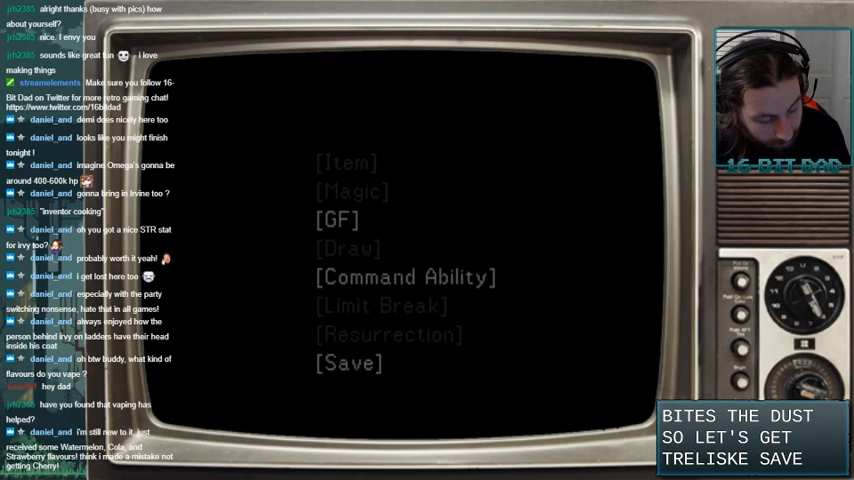 jrh2385 alright thanks (busy with pics) how
about yourself?
jrh2385 nice. I envy you
jrh2385 sounds like great fun - i love
making things
streamelements Make sure you follow 16-
Bit Dad on Twitter for more retro gaming chat!
https://www.twitter.com/16bitdad
daniel_and demi does nicely here too
daniel_and looks like you might finish
tonight !
daniel_and imagine Omega's gonna be
around 400-600k hp
daniel_and gonna bring in Irvine too ?
jrh2385 "inventor cooking"
daniel_and oh you got a nice STR stat
for ivy too?
daniel_and probably worth it yeah!
daniel_and i get lost here too
daniel_and especially with the party
switching nonsense, hate that in all games!
daniel_and always enjoyed how the
person behind irvy on ladders have their head
inside his coat
daniel_and oh btw buddy, what kind of
flavours do you vape ?
hey dad
jrh2385 have you found that vaping has
helped?
daniel_and i'm still new to it, just
received some Watermelon, Cola, and
Strawberry flavours! think i made a mistake not
getting Cherry!
[Item]
[Magic]
[GF]
[Draw]
[Command Ability]
[Limit Break]
[Resurrection]
[Save]
16 BIT DAD
BITES THE DUST
SO LET'S GET
TRELISKE SAVE